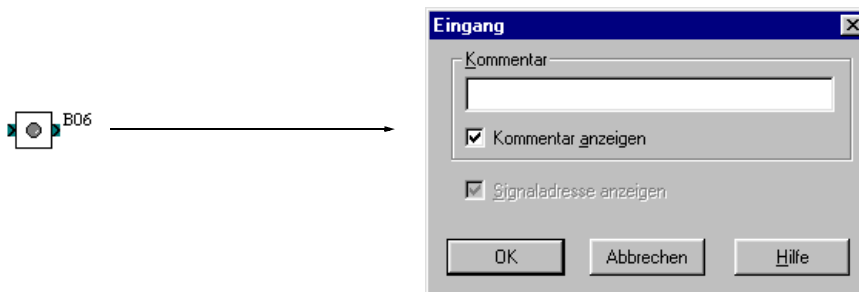 B06
Eingang
Kommentar
Kommentar anzeigen
Signaladresse anzeigen
OK Abbrechen Hilfe